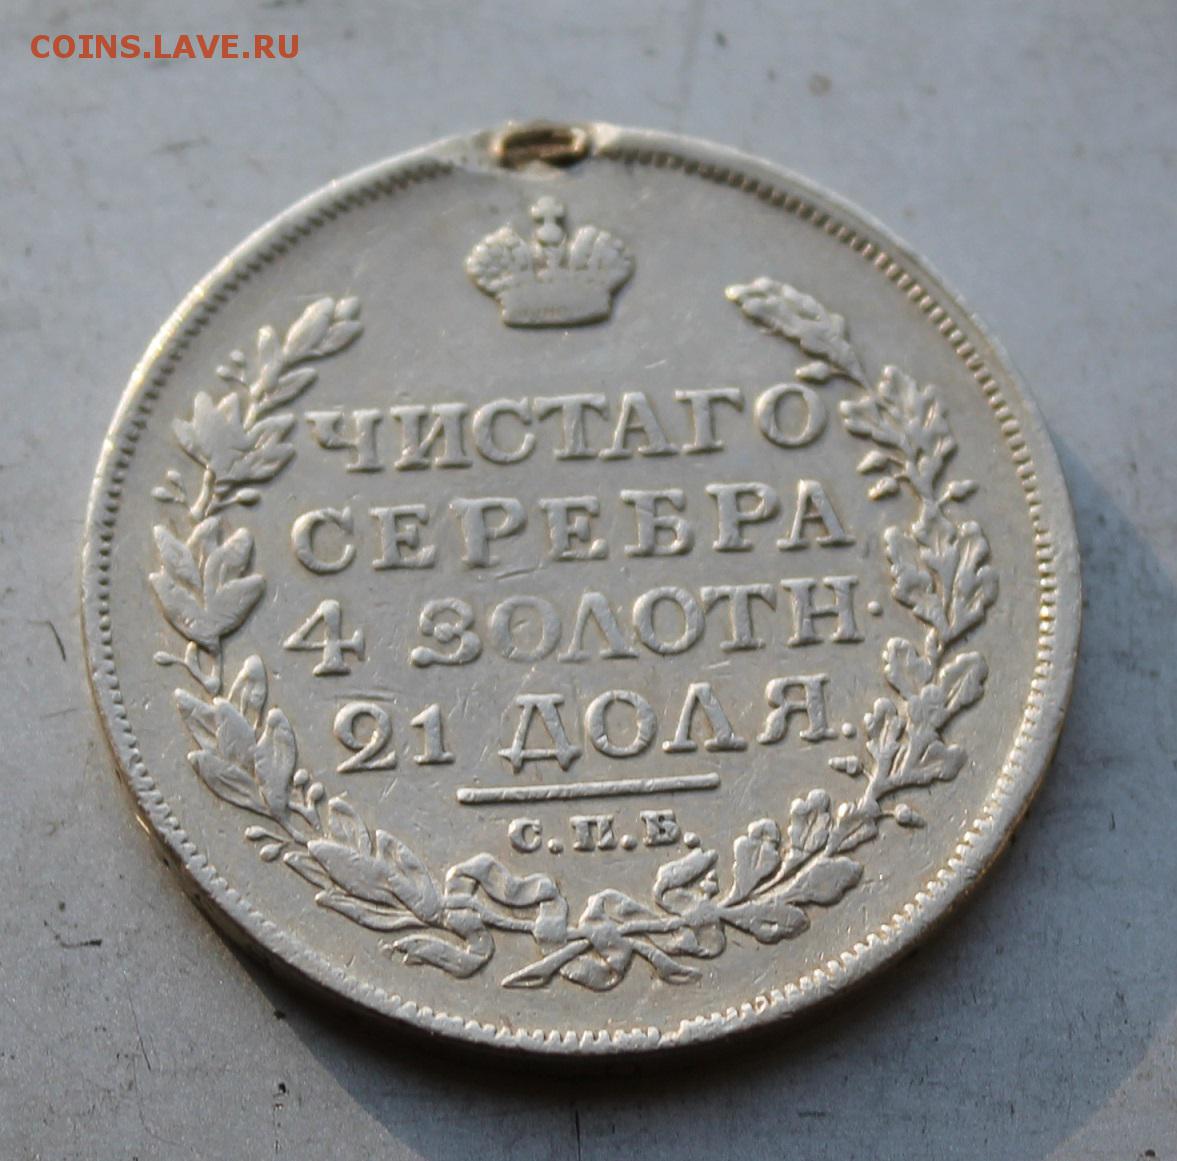 COINS.LAVE.RU
ЧИСТАГО
СЕРЕБРА
4 ЗОЛОТН.
21 ДОЛЯ.
С.П.Б.